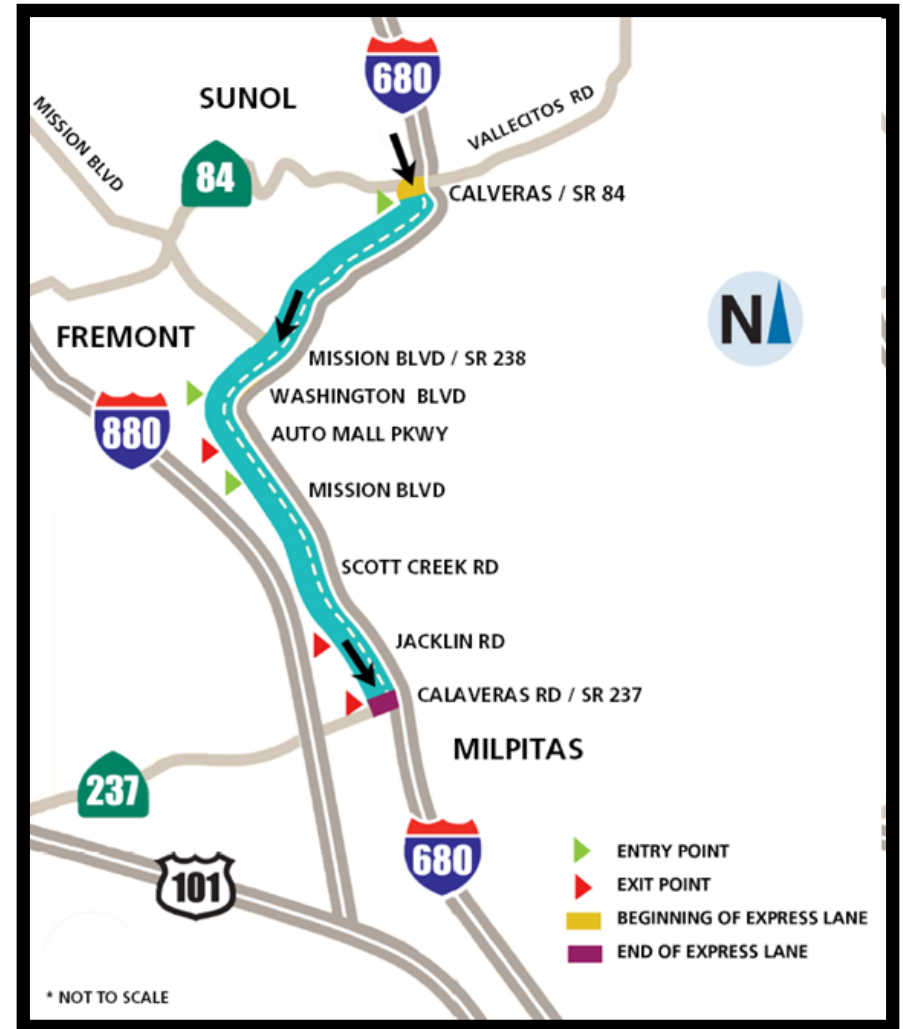 680
SUNOL
VALLECITOS RD
MISSION BLVD
84
CALVERAS / SR 84
N
FREMONT
MISSION BLVD / SR 238
WASHINGTON BLVD
880
AUTO MALL PKWY
MISSION BLVD
SCOTT CREEK RD
JACKLIN RD
CALAVERAS RD / SR 237
MILPITAS
237
680
101
ENTRY POINT
EXIT POINT
BEGINNING OF EXPRESS LANE
END OF EXPRESS LANE
* NOT TO SCALE